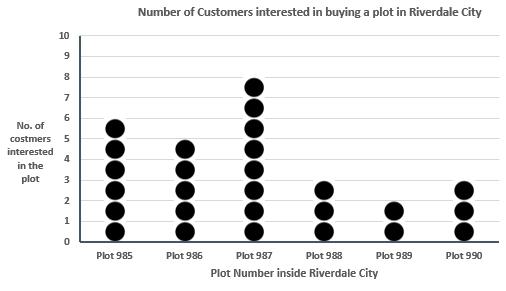 Number of Customers interested in buying a plot in Riverdale City
10
9
8
7
6
5
4
3
2
1
0
No. of
costmers
interested
in the
plot
Plot 985 Plot 986 Plot 987 Plot 988 Plot 989 Plot 990
Plot Number inside Riverdale City